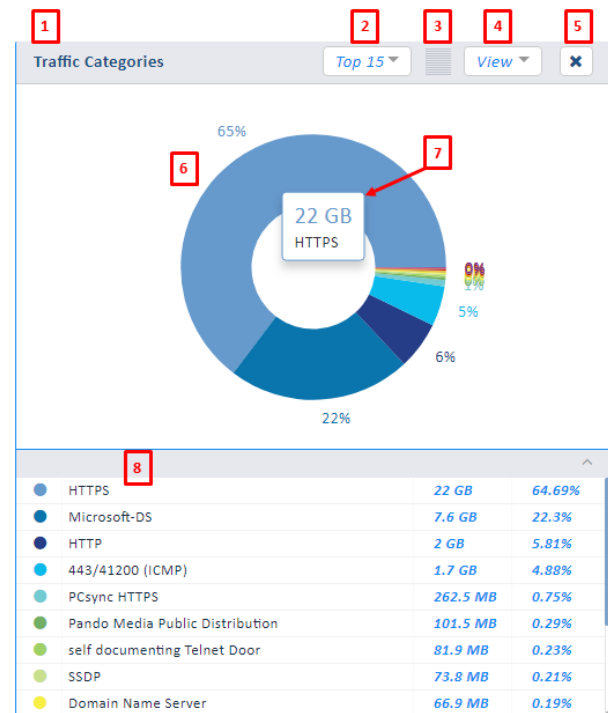 1 2 3 4 5
Traffic Categories Top 15 View ×
65%
6 7
22 GB
HTTPS
0%
1%
5%
6%
22%
8
HTTPS 22 GB 64.69%
Microsoft-DS 7.6 GB 22.3%
HTTP 2 GB 5.81%
443/41200 (ICMP) 1.7 GB 4.88%
PCsync HTTPS 262.5 MB 0.75%
Pando Media Public Distribution 101.5 MB 0.29%
self documenting Telnet Door 81.9 MB 0.23%
SSDP 73.8 MB 0.21%
Domain Name Server 66.9 MB 0.19%